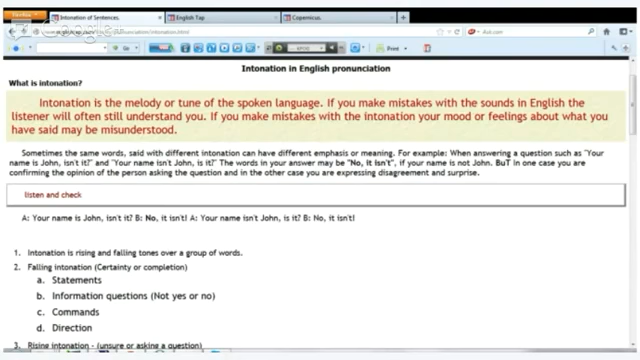 Firefox
Intonation of Sentences.
English Tap
Copernicus.
Ask.com
Print
Intonation in English pronunciation
What is intonation?
Intonation is the melody or tune of the spoken language. If you make mistakes with the sounds in English the
listener will often still understand you. If you make mistakes with the intonation your mood or feelings about what you
have said may be misunderstood.
Sometimes the same words, said with different intonation can have different emphasis or meaning. For example: When answering a question such as "Your
name is John, isn't it?" and "Your name isn't John, is it?" The words in your answer may be "No, it isn't", if your name is not John. BuT in one case you are
confirming the opinion of the person asking the question and in the other case you are expressing disagreement and surprise.
listen and check
A: Your name is John, isn't it? B: No, it isn't! A: Your name isn't John, is it? B: No, it isn't!
1. Intonation is rising and falling tones over a group of words.
2. Falling intonation (Certainty or completion)
a. Statements
b. Information questions (Not yes or no)
c. Commands
d. Direction
3. Rising intonation - (unsure or asking a question)